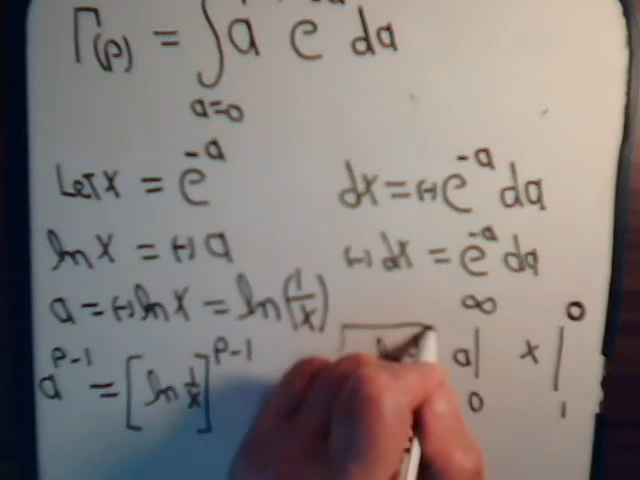 Γ(P) = ∫ a e^-a da
a=0
Let x = e^-a    dx = (-)e^-a da
ln x = (-)a    (-)dx = e^-a da
a = (-)ln x = ln(1/x)
a^P-1 = [ln 1/x]^P-1    a|    x|
∞    0
0    1